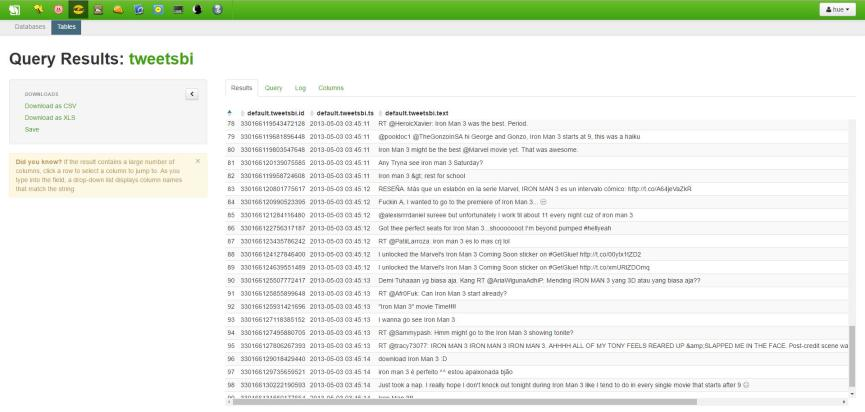 hue
Databases Tables
Query Results: tweetsbi
DOWNLOADS
Download as CSV
Download as XLS
Save
Did you know? If the result contains a large number of
columns, click a row to select a column to jump to. As you
type into the field, a drop-down list displays column names
that match the string.
Results Query Log Columns
default.tweetsbi.id default.tweetsbi.ts default.tweetsbi.text
78 330166119543472128 2013-05-03 03:45:11 RT @HeroicXavier: Iron Man 3 was the best. Period.
79 330166119681896448 2013-05-03 03:45:11 @pookdoc1 @TheGonzoInSA hi George and Gonzo, Iron Man 3 starts at 9, this was a haiku
80 330166119803547648 2013-05-03 03:45:11 Iron Man 3 might be the best @Marvel movie yet. That was awesome.
81 330166120139075585 2013-05-03 03:45:11 Any Tryna see iron man 3 Saturday?
82 330166119958724608 2013-05-03 03:45:11 Iron man 3 &gt; rest for school
83 330166120801775617 2013-05-03 03:45:12 RESEÑA: Más que un eslabón en la serie Marvel, IRON MAN 3 es un intervalo cómico: http://t.co/A64jeVaZkR
84 330166120990523395 2013-05-03 03:45:12 Fuckin A, I wanted to go to the premiere of Iron Man 3...
85 330166121284116480 2013-05-03 03:45:12 @alexisrrdaniel sureee but unfortunately I work til about 11 every night cuz of iron man 3
86 330166122756317187 2013-05-03 03:45:12 Got thee perfect seats for Iron Man 3...shooooooot I'm beyond pumped #hellyeah
87 330166123435786242 2013-05-03 03:45:12 RT @PatiiLarroza: iron man 3 es lo mas crj lol
88 330166124127846400 2013-05-03 03:45:12 I unlocked the Marvel's Iron Man 3 Coming Soon sticker on #GetGlue! http://t.co/00ytx1tZD2
89 330166124639551489 2013-05-03 03:45:12 I unlocked the Marvel's Iron Man 3 Coming Soon sticker on #GetGlue! http://t.co/xmURIZDOmq
90 330166125507772417 2013-05-03 03:45:13 Demi Tuhaaan yg biasa aja. Kang RT @AriaWigunaAdhiP: Mending IRON MAN 3 yang 3D atau yang biasa aja??
91 330166125855899648 2013-05-03 03:45:13 RT @Afr0Fuk: Can Iron Man 3 start already?
92 330166125931421696 2013-05-03 03:45:13 "Iron Man 3" movie Time!!!!
93 330166127118385152 2013-05-03 03:45:13 I wanna go see Iron Man 3
94 330166127495880705 2013-05-03 03:45:13 RT @Sammypash: Hmm might go to the Iron Man 3 showing tonite?
95 330166127806267393 2013-05-03 03:45:13 RT @tracy73077: IRON MAN 3 IRON MAN 3 IRON MAN 3. AHHHH ALL OF MY TONY FEELS REARED UP &amp;SLAPPED ME IN THE FACE. Post-credit scene wa
96 330166129018429440 2013-05-03 03:45:14 download Iron Man 3 :D
97 330166129735659521 2013-05-03 03:45:14 iron man 3 é perfeito ^^ estou apaixonada bjão
98 330166130222190593 2013-05-03 03:45:14 Just took a nap. I really hope I don't knock out tonight during Iron Man 3 like I tend to do in every single movie that starts after 9